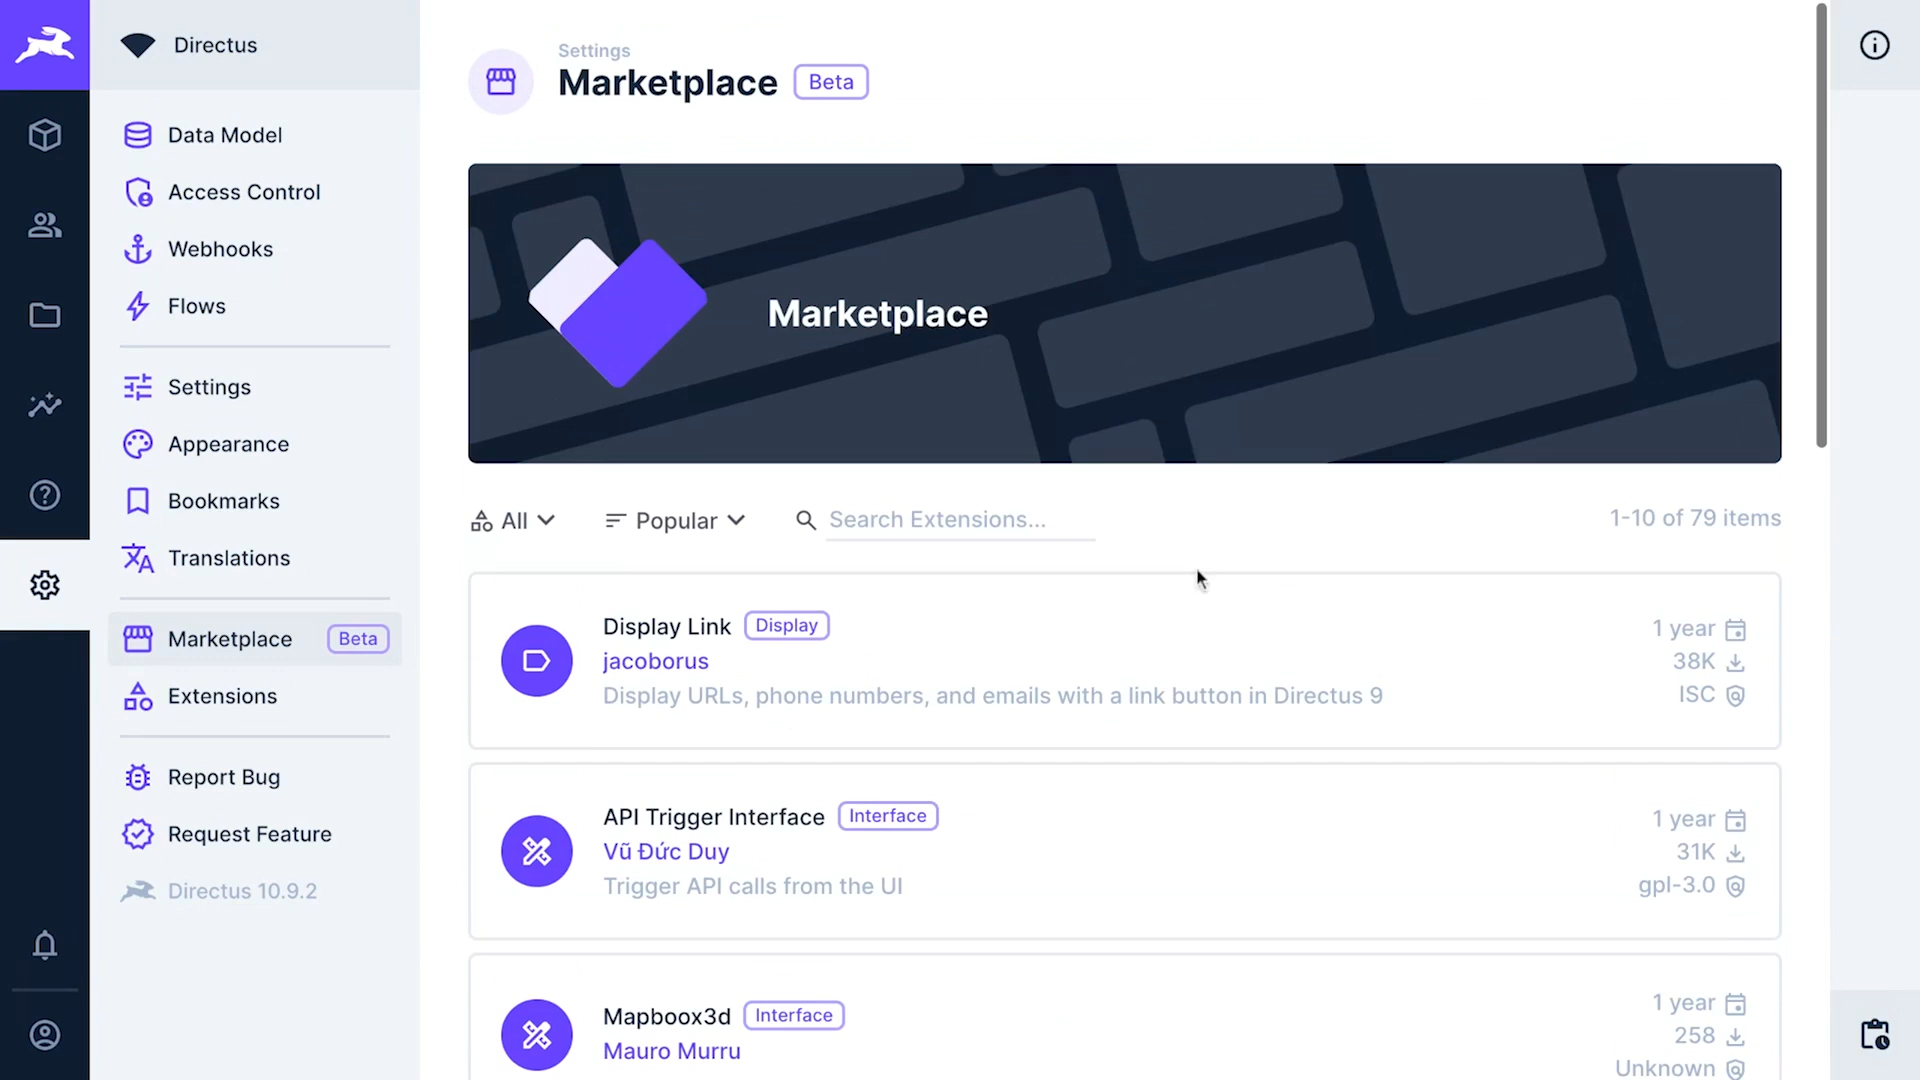 Directus
Data Model
Access Control
Webhooks
Flows
Settings
Appearance
Bookmarks
Translations
Marketplace Beta
Extensions
Report Bug
Request Feature
Directus 10.9.2
Settings
Marketplace Beta
Marketplace
All Popular Search Extensions... 1-10 of 79 items
Display Link Display
jacoborus
Display URLs, phone numbers, and emails with a link button in Directus 9
1 year
38K
ISC
API Trigger Interface Interface
Vũ Đức Duy
Trigger API calls from the UI
1 year
31K
gpl-3.0
Mapboox3d Interface
Mauro Murru
1 year
258
Unknown